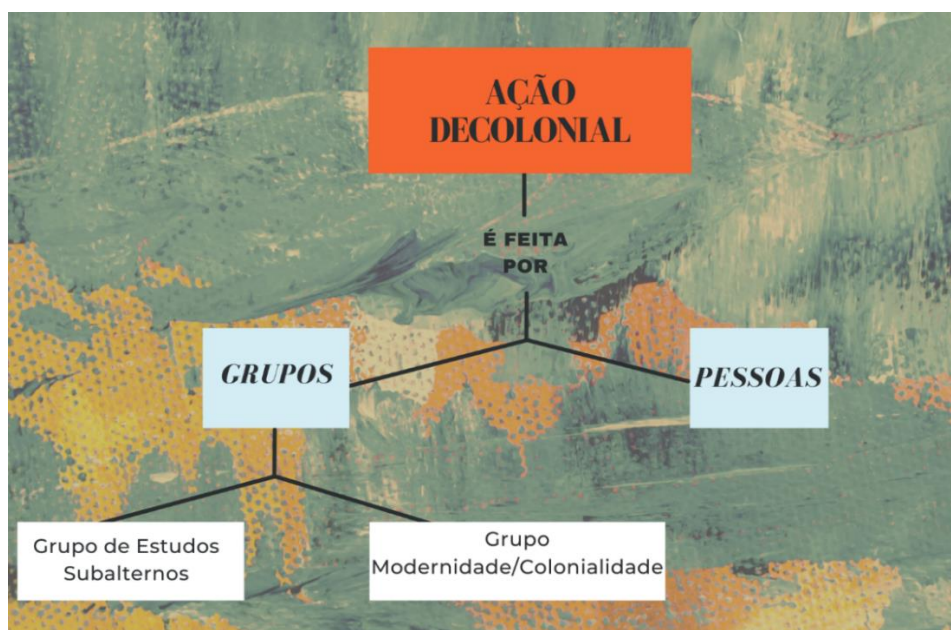 AÇÃO
DECOLONIAL
É FEITA
POR
GRUPOS
PESSOAS
Grupo de Estudos
Subalternos
Grupo
Modernidade/Colonialidade